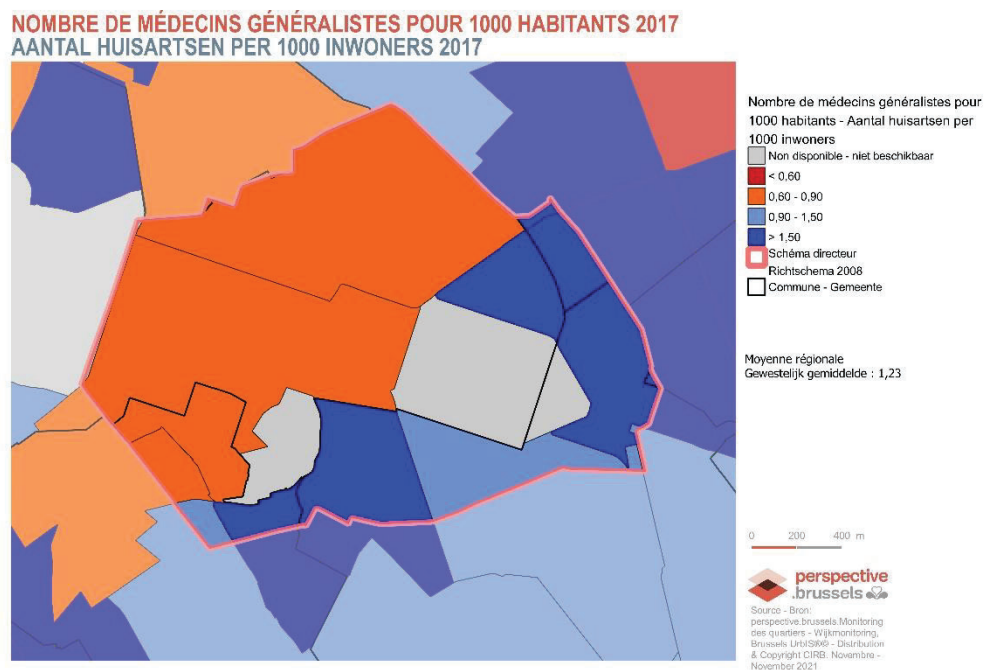 NOMBRE DE MÉDECINS GÉNÉRALISTES POUR 1000 HABITANTS 2017
AANTAL HUISARTSEN PER 1000 INWONERS 2017
Nombre de médecins généralistes pour
1000 habitants - Aantal huisartsen per
1000 inwoners
Non disponible - niet beschikbaar
< 0,60
0,60 - 0,90
0,90 - 1,50
> 1,50
Schéma directeur
Richtschema 2008
Commune - Gemeente
Moyenne régionale
Gewestelijk gemiddelde : 1,23
0 200 400 m
perspective
.brussels
Source - Bron:
perspective.brussels.Monitoring
des quartiers - Wijkmonitoring,
Brussels UrbIS®© - Distribution
& Copyright CIRB. Novembre -
November 2021